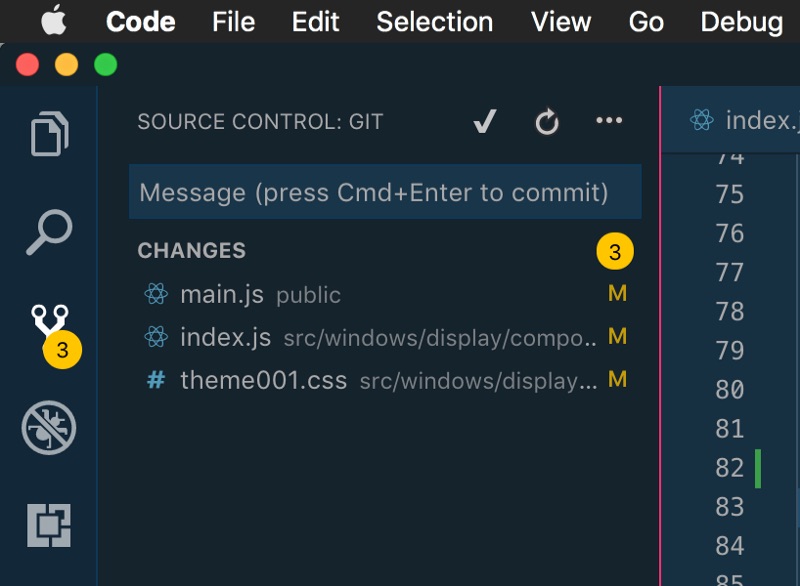 Code File Edit Selection View Go Debug
SOURCE CONTROL: GIT
index.j
Message (press Cmd+Enter to commit)
CHANGES 3
main.js public M
index.js src/windows/display/compo.. M
theme001.css src/windows/display... M
3
74
75
76
77
78
79
80
81
82
83
84
85